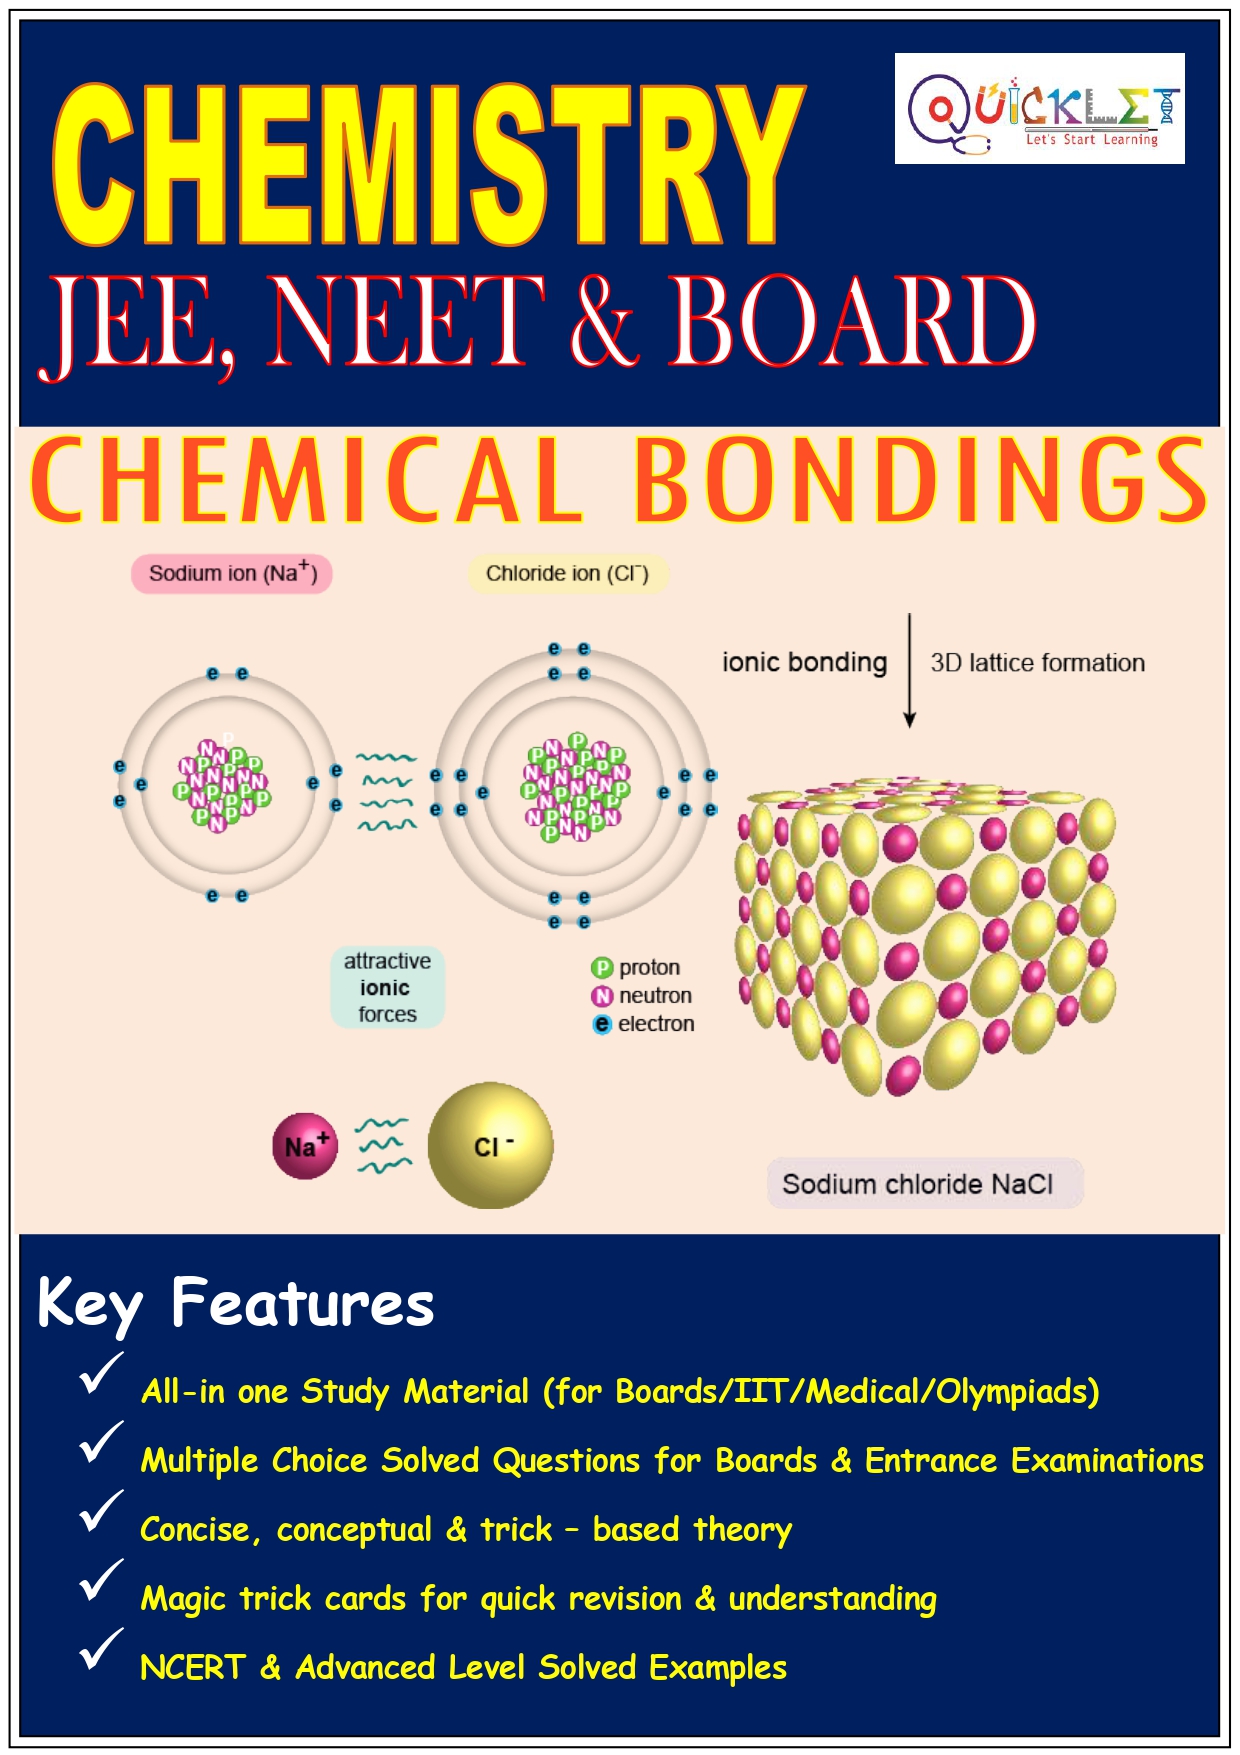 CHEMISTRY
QUICKLET
Let's Start Learning
JEE, NEET & BOARD
CHEMICAL BONDINGS
Sodium ion (Na⁺)
Chloride ion (Cl⁻)
ionic bonding
3D lattice formation
attractive
ionic
forces
P proton
N neutron
e electron
Na⁺
Cl⁻
Sodium chloride NaCl
Key Features
✓ All-in one Study Material (for Boards/IIT/Medical/Olympiads)
✓ Multiple Choice Solved Questions for Boards & Entrance Examinations
✓ Concise, conceptual & trick – based theory
✓ Magic trick cards for quick revision & understanding
✓ NCERT & Advanced Level Solved Examples